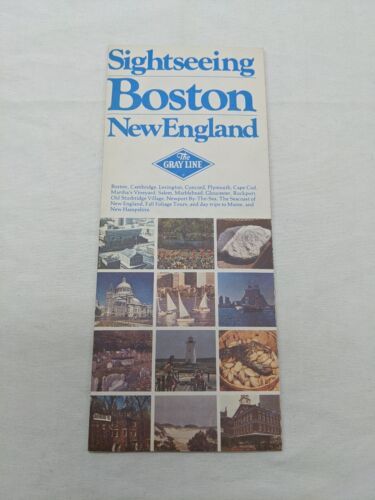 Sightseeing
Boston
New England
The
GRAY LINE
Boston, Cambridge, Lexington, Concord, Plymouth, Cape Cod,
Martha's Vineyard, Salem, Marblehead, Gloucester, Rockport,
Old Sturbridge Village, Newport By-The-Sea, The Seacoast of
New England, Fall Foliage Tours, and day trips to Maine, and
New Hampshire.